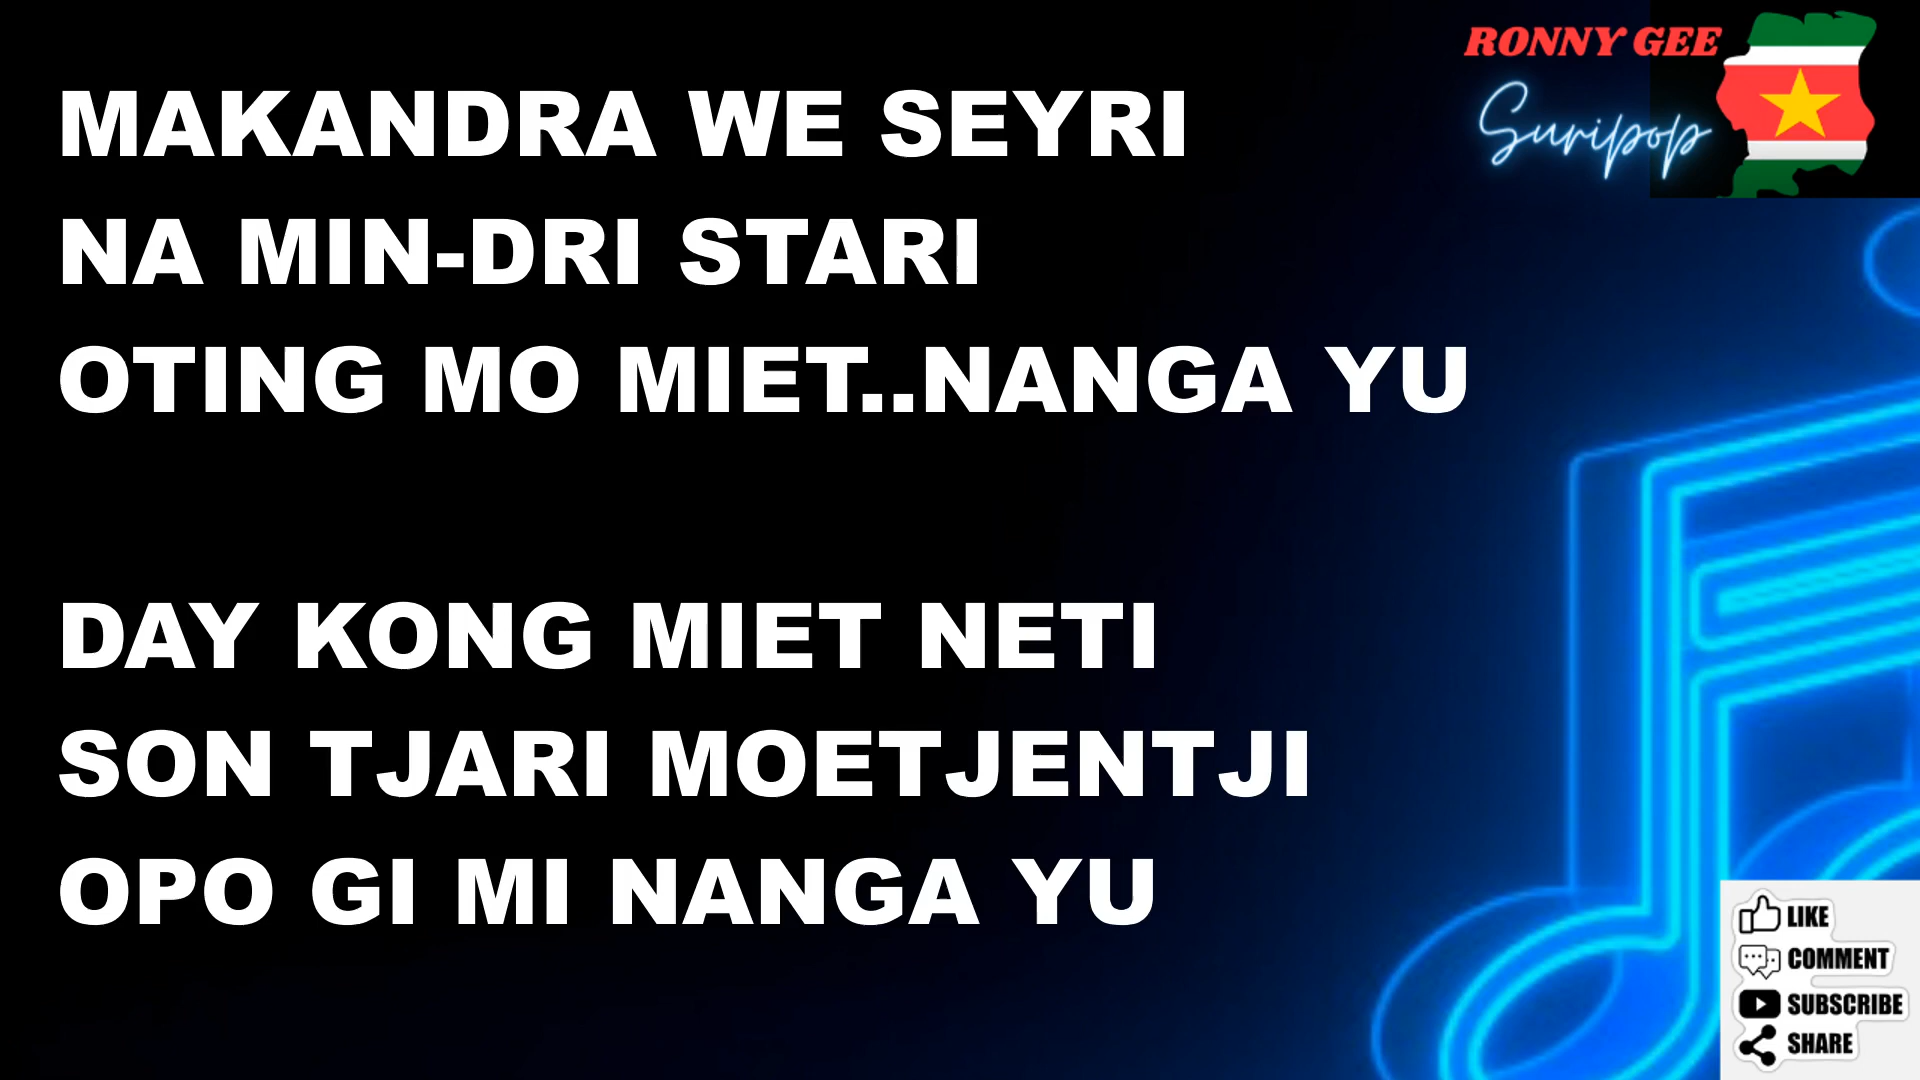 RONNY GEE
Suripop
MAKANDRA WE SEYRI
NA MIN-DRI STARI
OTING MO MIET..NANGA YU
DAY KONG MIET NETI
SON TJARI MOETJENTJI
OPO GI MI NANGA YU
LIKE
COMMENT
SUBSCRIBE
SHARE